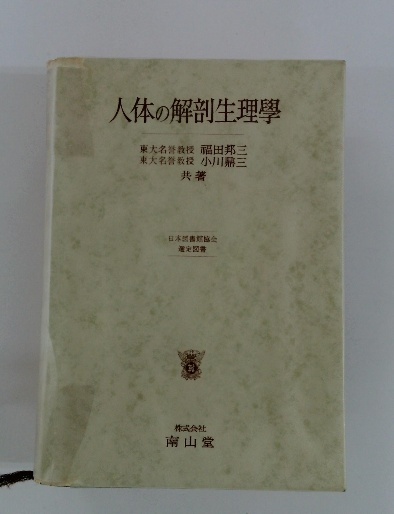 人体の解剖生理學
東大名誉教授 福田邦三
東大名誉教授 小川鼎三
共著
日本図書館協会
選定図書
株式会社
南山堂